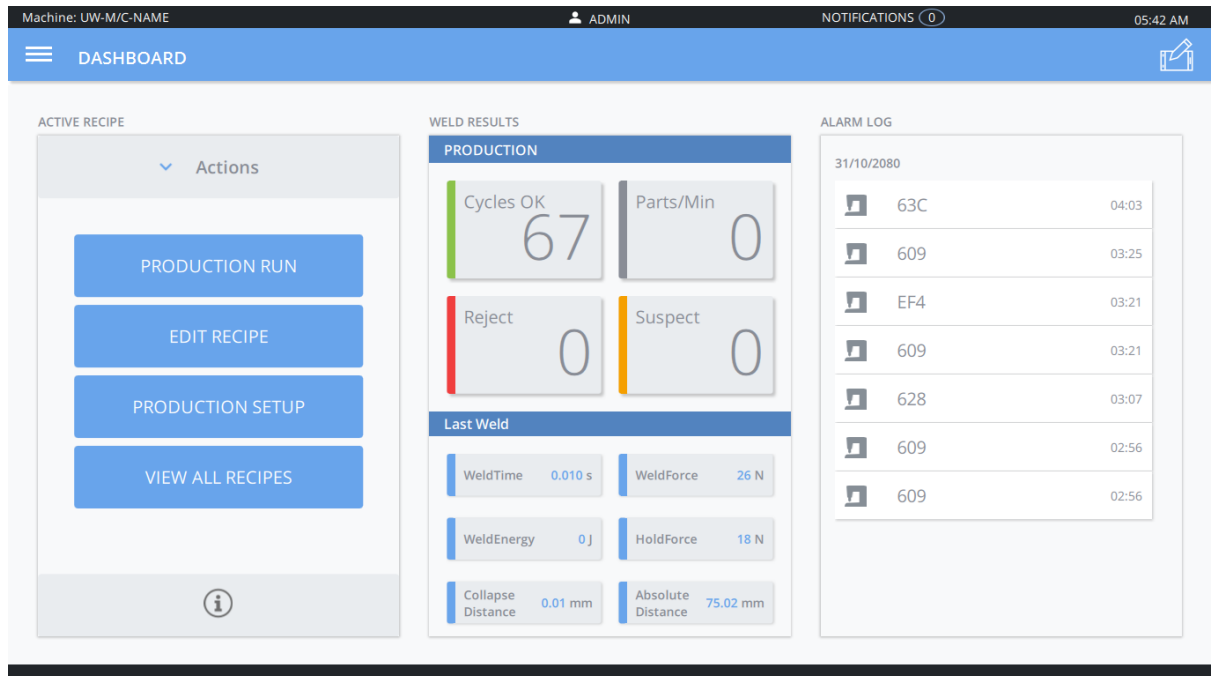 Machine: UW-M/C-NAME
ADMIN
NOTIFICATIONS 0
05:42 AM
DASHBOARD
ACTIVE RECIPE
Actions
PRODUCTION RUN
EDIT RECIPE
PRODUCTION SETUP
VIEW ALL RECIPES
WELD RESULTS
PRODUCTION
Cycles OK
67
Parts/Min
0
Reject
0
Suspect
0
Last Weld
WeldTime 0.010 s
WeldForce 26 N
WeldEnergy 0 J
HoldForce 18 N
Collapse
Distance 0.01 mm
Absolute
Distance 75.02 mm
ALARM LOG
31/10/2080
63C 04:03
609 03:25
EF4 03:21
609 03:21
628 03:07
609 02:56
609 02:56